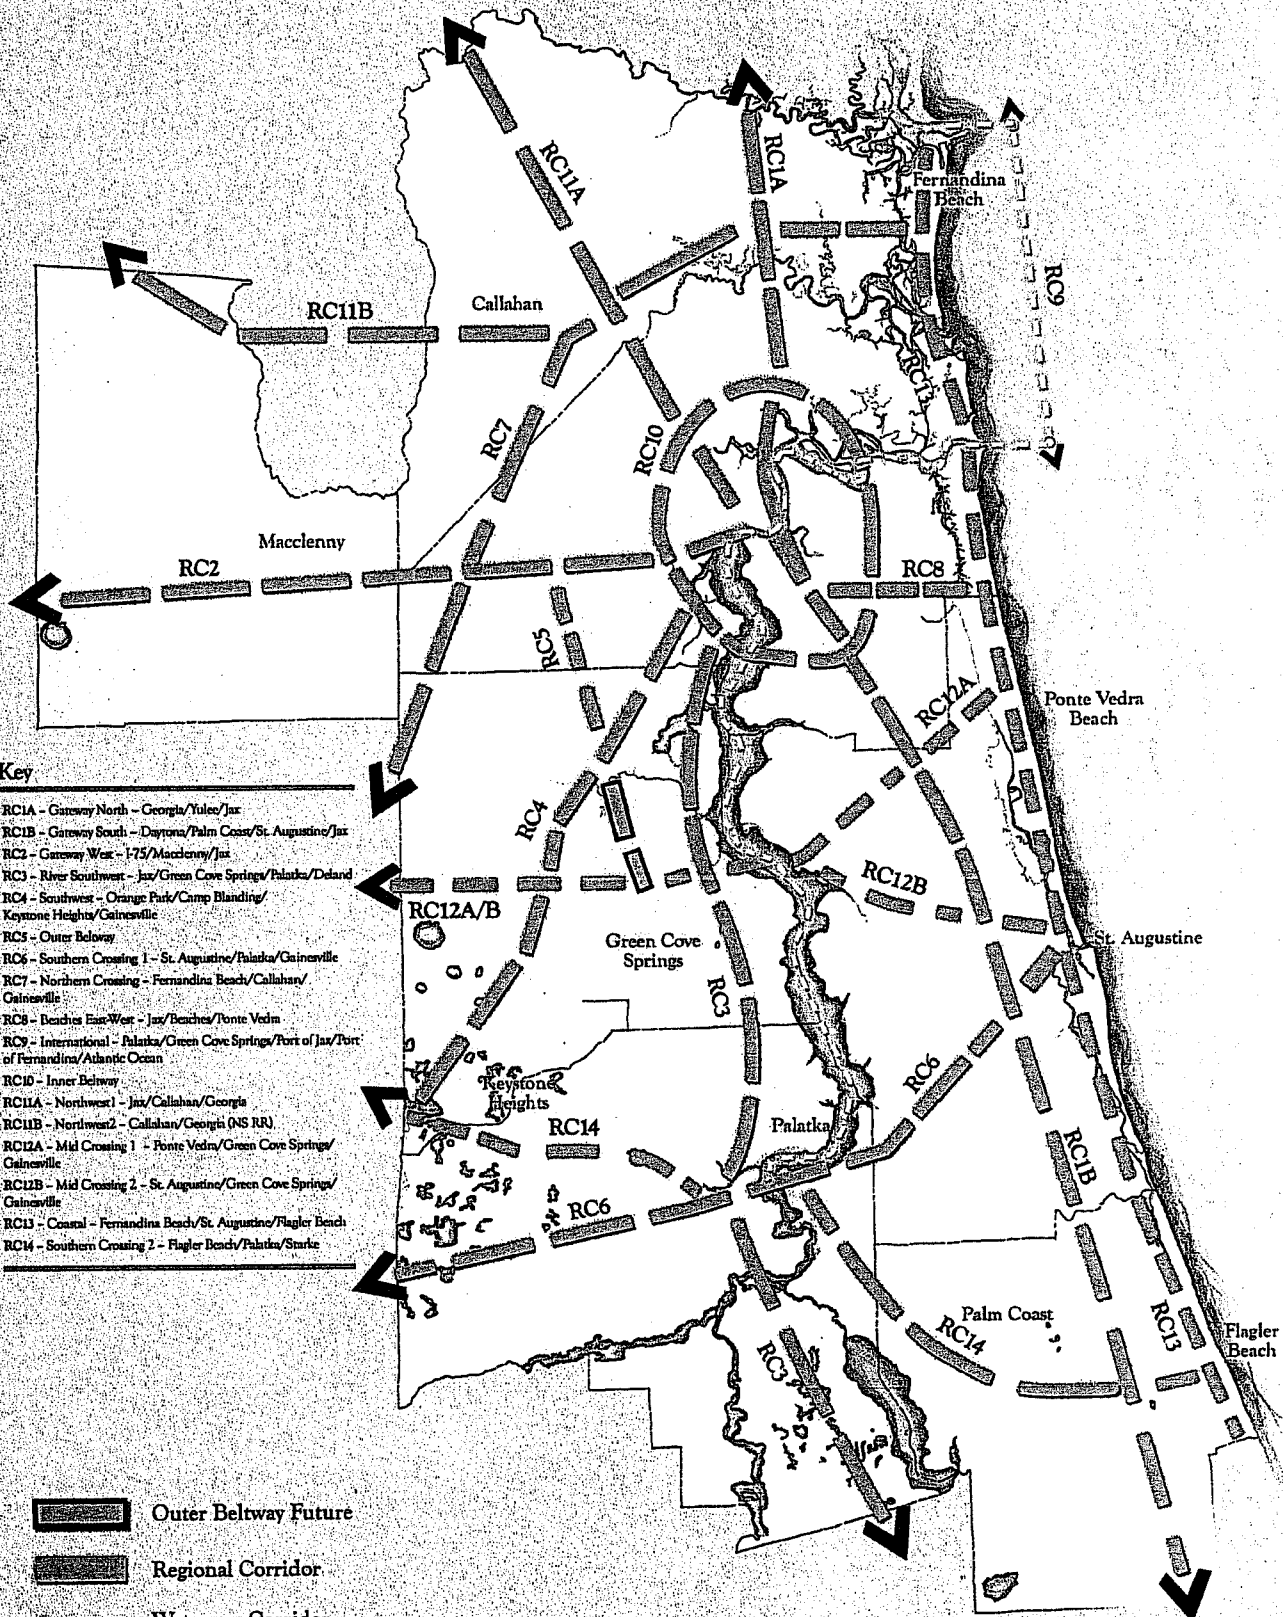 RC11A
RC1A
Fernandina
Beach
RC9
RC11B
Callahan
RC13
RC7
RC10
Macclenny
RC2
RC8
RC5
RC12A
Ponte Vedra
Beach
Key
RC1A – Gateway North – Georgia/Yulee/Jax
RC1B – Gateway South – Daytona/Palm Coast/St. Augustine/Jax
RC2 – Gateway West – I-75/Macclenny/Jax
RC3 – River Southwest – Jax/Green Cove Springs/Palatka/Deland
RC4 – Southwest – Orange Park/Camp Blanding/
Keystone Heights/Gainesville
RC5 – Outer Beltway
RC6 – Southern Crossing 1 – St. Augustine/Palatka/Gainesville
RC7 – Northern Crossing – Fernandina Beach/Callahan/
Gainesville
RC8 – Beaches East-West – Jax/Beaches/Ponte Vedra
RC9 – International – Palatka/Green Cove Springs/Port of Jax/Port
of Fernandina/Atlantic Ocean
RC10 – Inner Beltway
RC11A – Northwest1 – Jax/Callahan/Georgia
RC11B – Northwest2 – Callahan/Georgia (NS RR)
RC12A – Mid Crossing 1 – Ponte Vedra/Green Cove Springs/
Gainesville
RC12B – Mid Crossing 2 – St. Augustine/Green Cove Springs/
Gainesville
RC13 – Coastal – Fernandina Beach/St. Augustine/Flagler Beach
RC14 – Southern Crossing 2 – Flagler Beach/Palatka/Starke
RC4
RC12B
RC12A/B
Green Cove
Springs
St. Augustine
RC3
RC6
Keystone
Heights
RC14
Palatka
RC1B
RC6
Palm Coast
RC14
RC13
Flagler
Beach
RC3
Outer Beltway Future
Regional Corridor